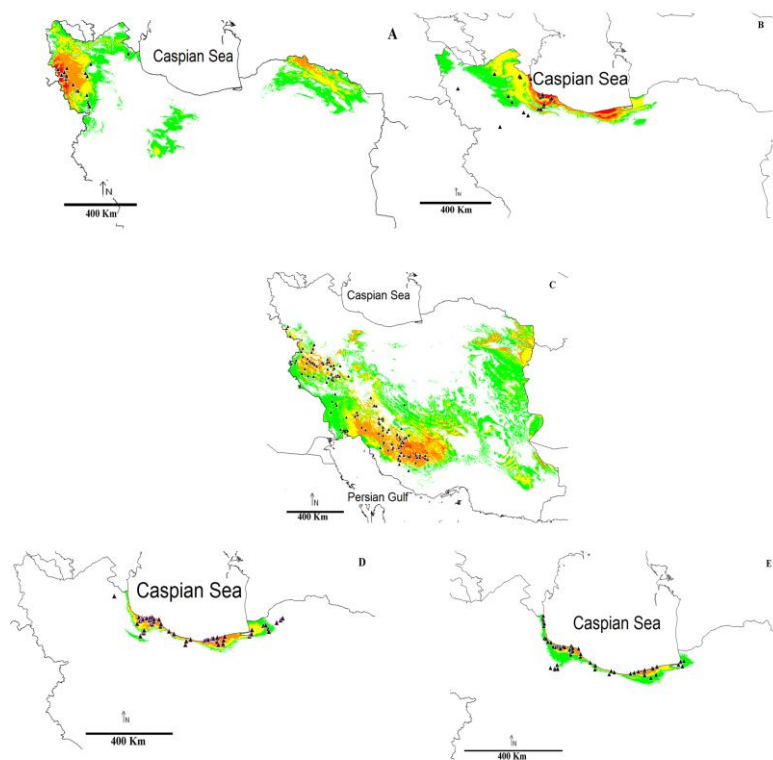 A
Caspian Sea
N
400 Km
B
Caspian Sea
N
400 Km
C
Caspian Sea
Persian Gulf
N
400 Km
D
Caspian Sea
N
400 Km
E
Caspian Sea
N
400 Km